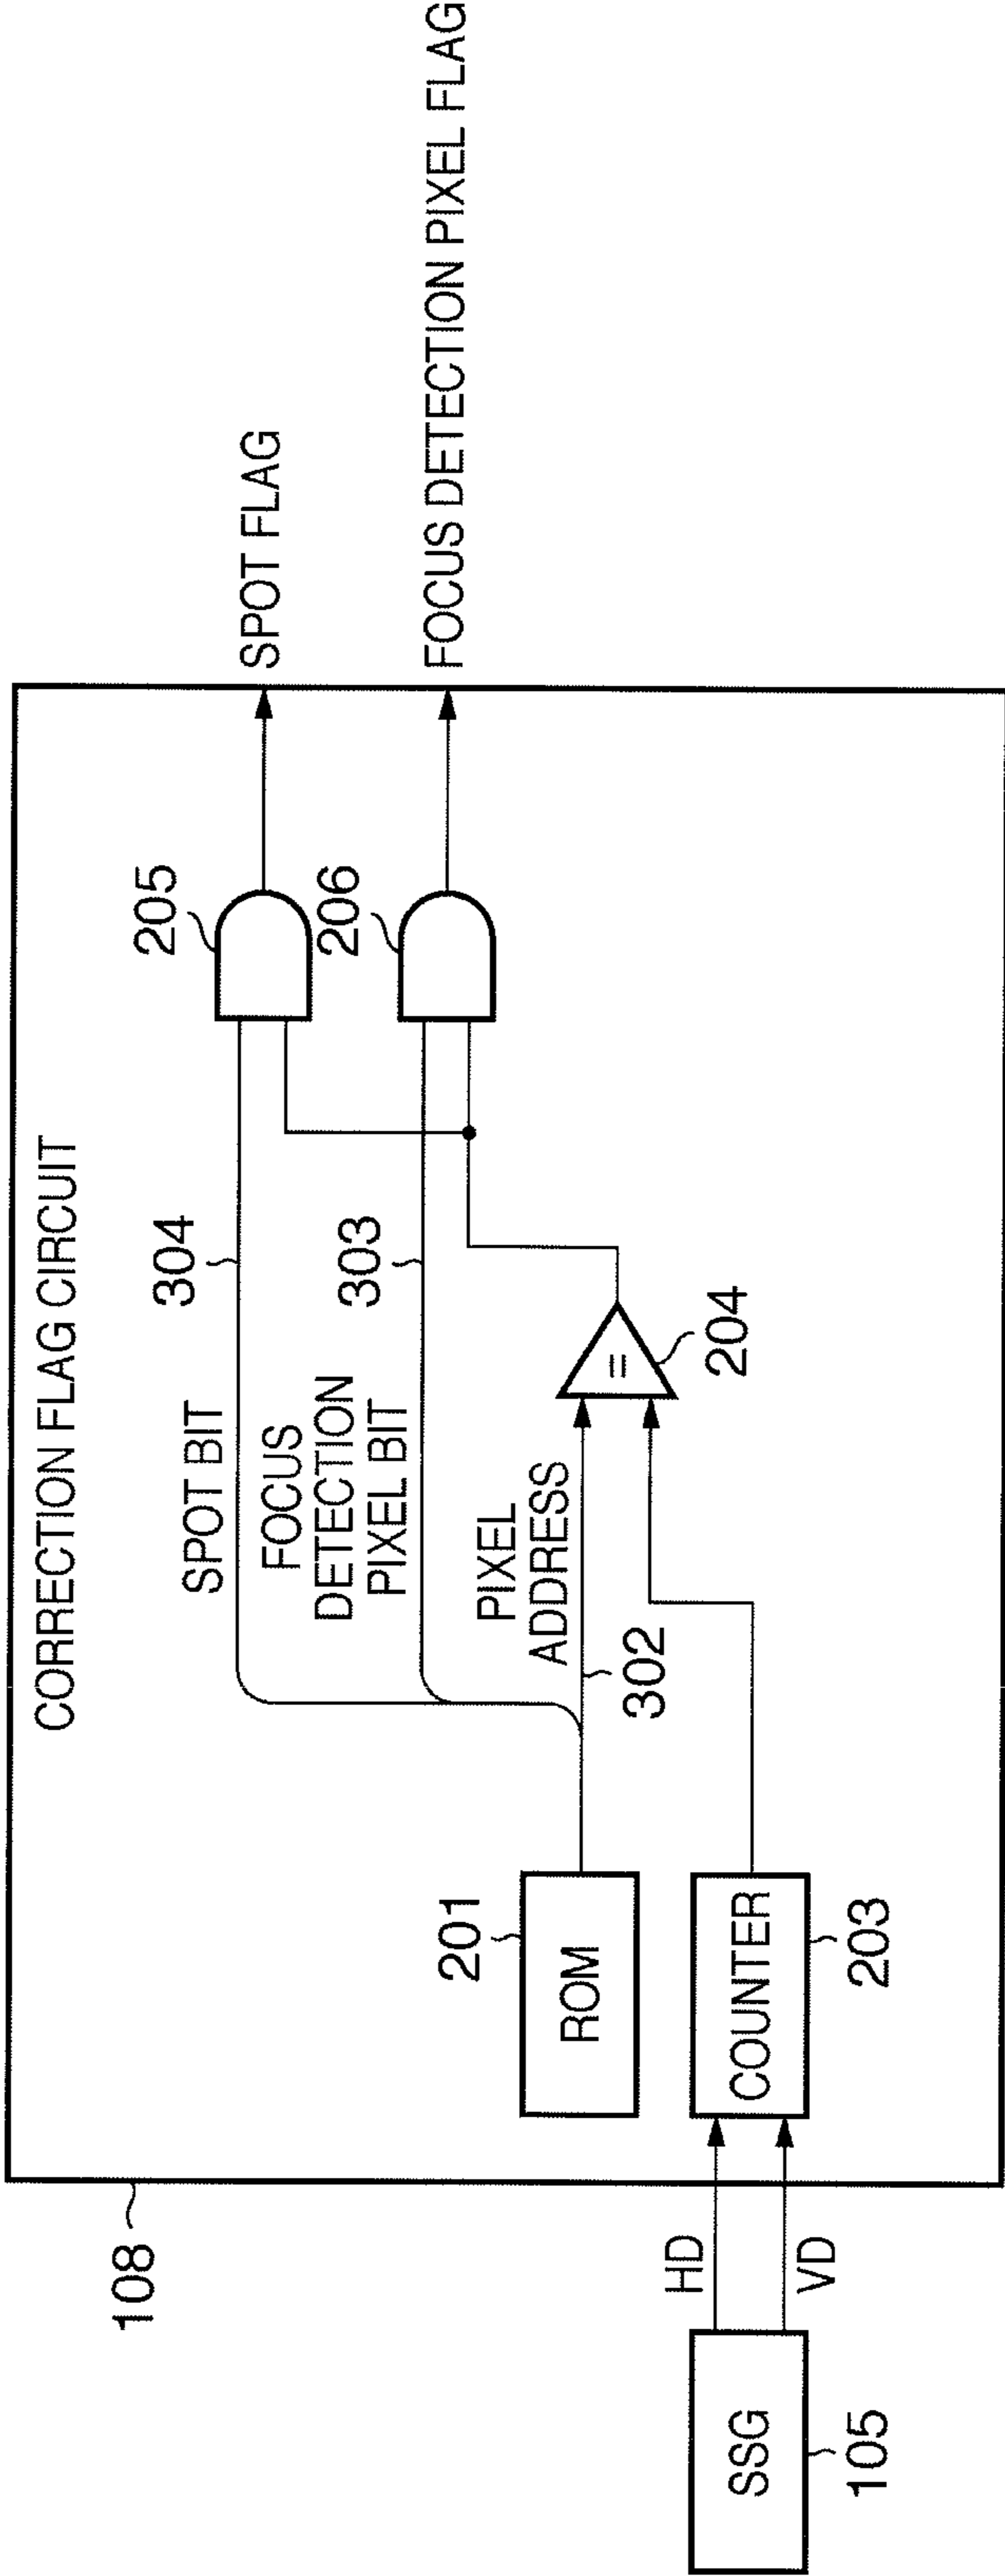 CORRECTION FLAG CIRCUIT
108
SPOT BIT
304
205
SPOT FLAG
FOCUS
DETECTION
PIXEL BIT
303
206
FOCUS DETECTION PIXEL FLAG
201
ROM
PIXEL
ADDRESS
302
=
204
HD
VD
COUNTER
203
SSG
105